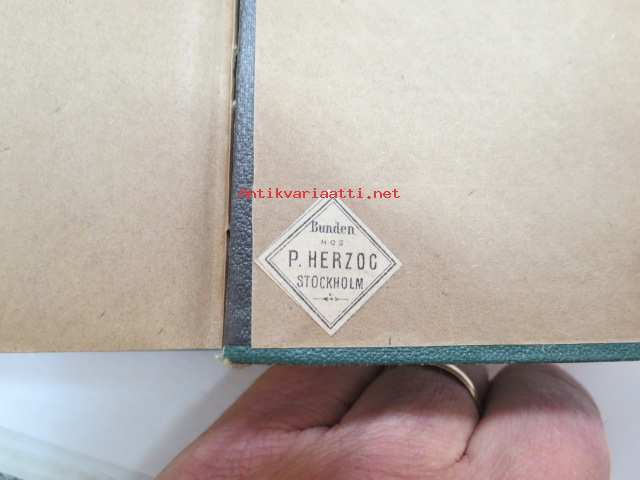 Antikvariaatti.net
Bunden
HOS
P. HERZOG
STOCKHOLM